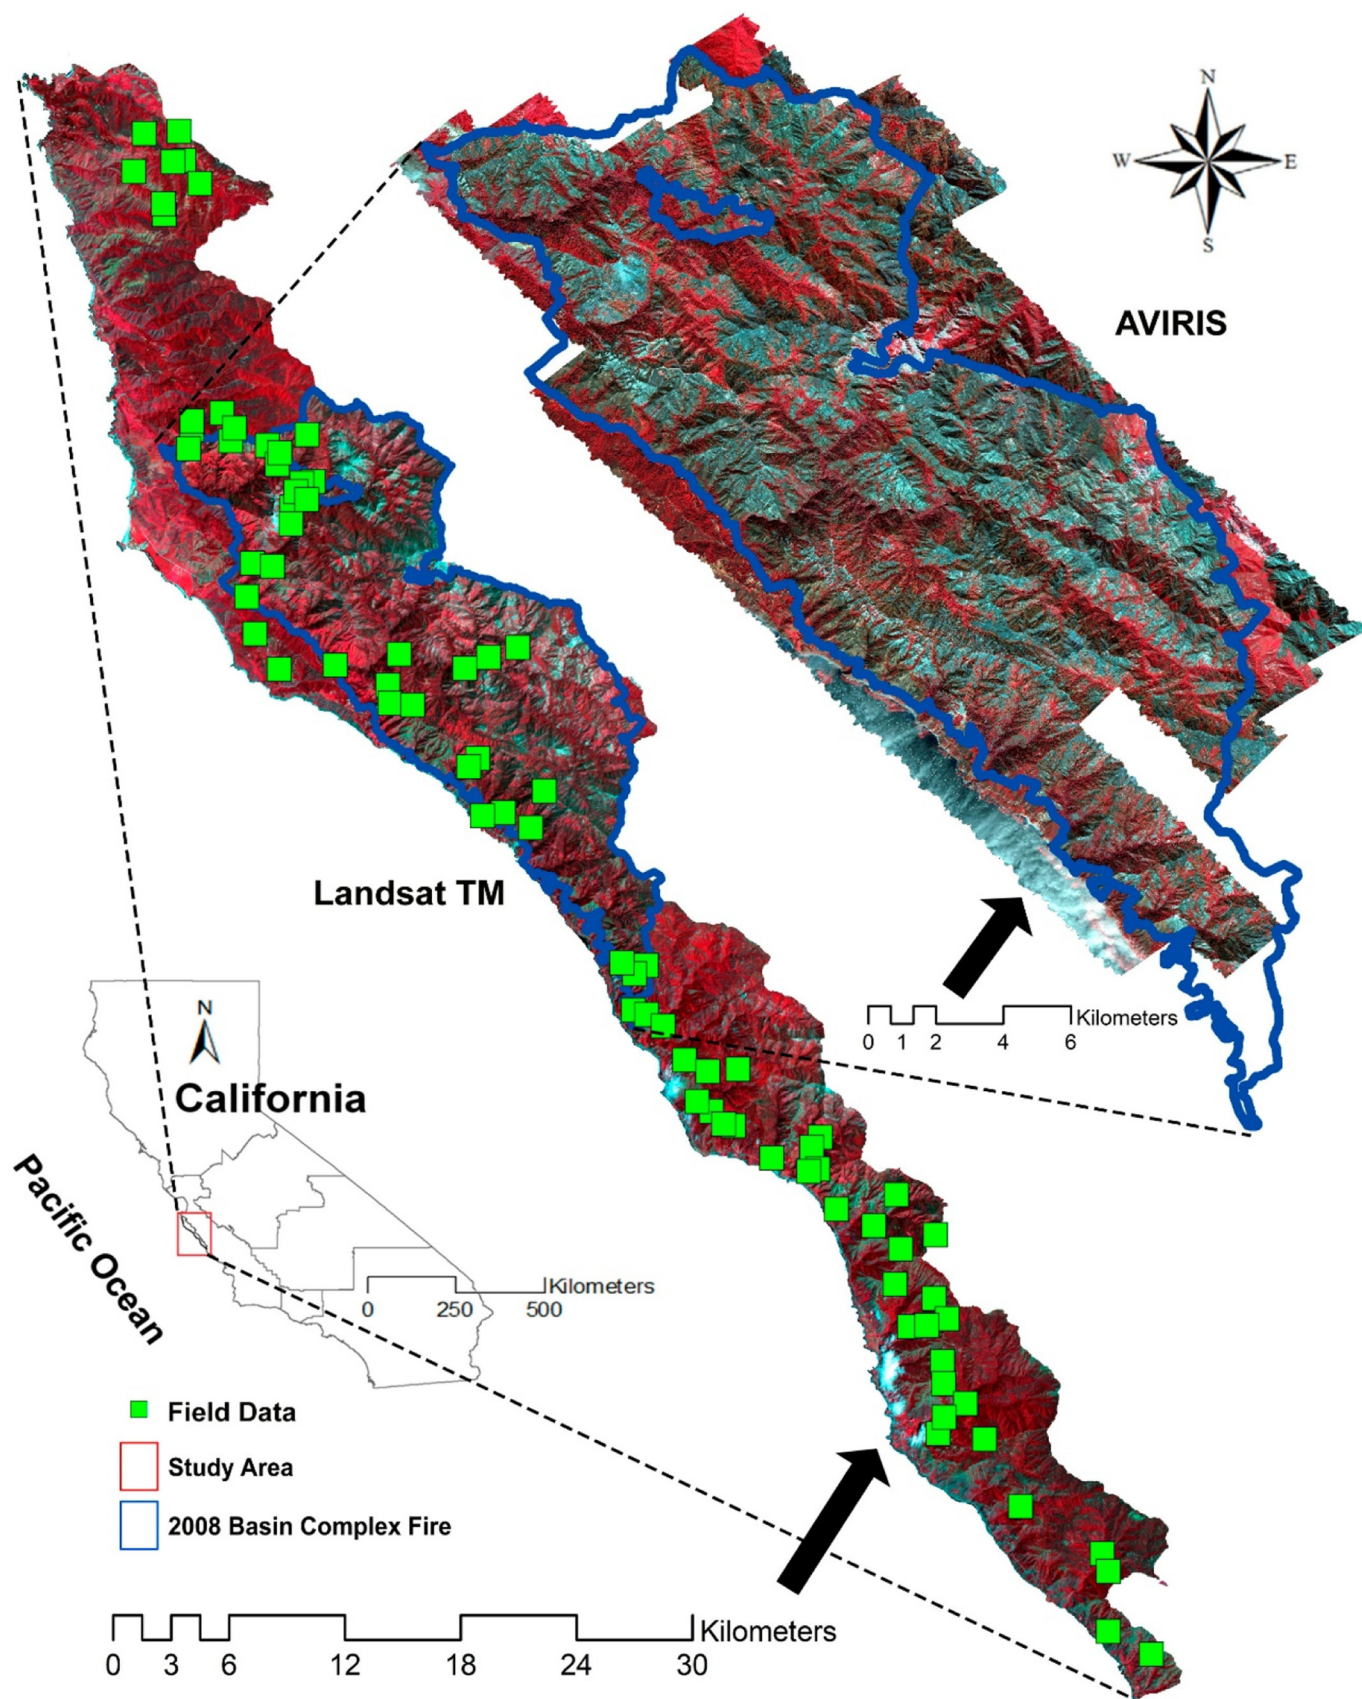 N
W
E
S
AVIRIS
Landsat TM
Kilometers
0 1 2 4 6
N
California
Pacific Ocean
Kilometers
0 250 500
Field Data
Study Area
2008 Basin Complex Fire
Kilometers
0 3 6 12 18 24 30